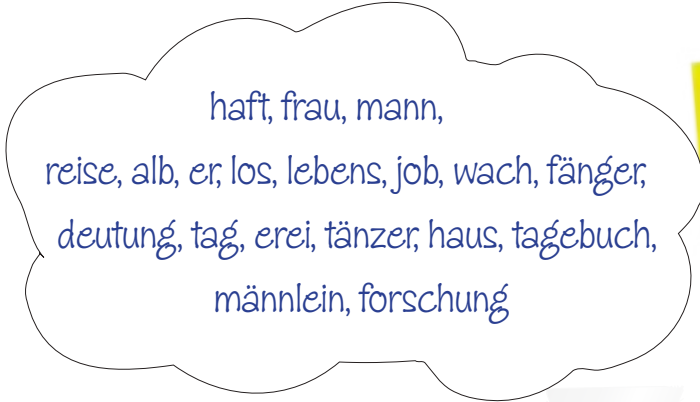 haft, frau, mann,
reise, alb, er, los, lebens, job, wach, fänger,
deutung, tag, erei, tänzer, haus, tagebuch,
männlein, forschung